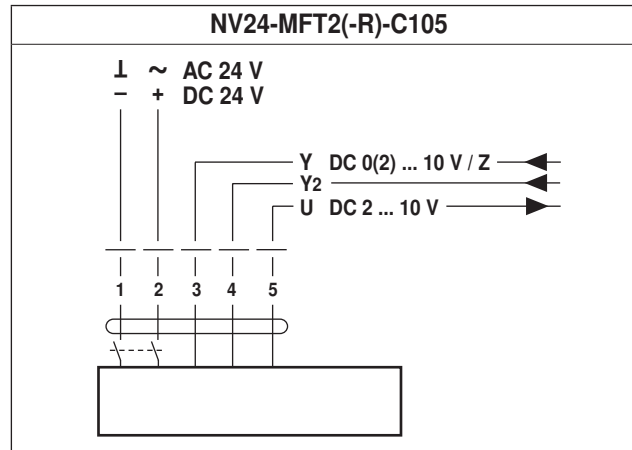 NV24-MFT2(-R)-C105
⊥ ~ AC 24 V
– + DC 24 V
Y DC 0(2) ... 10 V / Z
Y2
U DC 2 ... 10 V
1 2 3 4 5